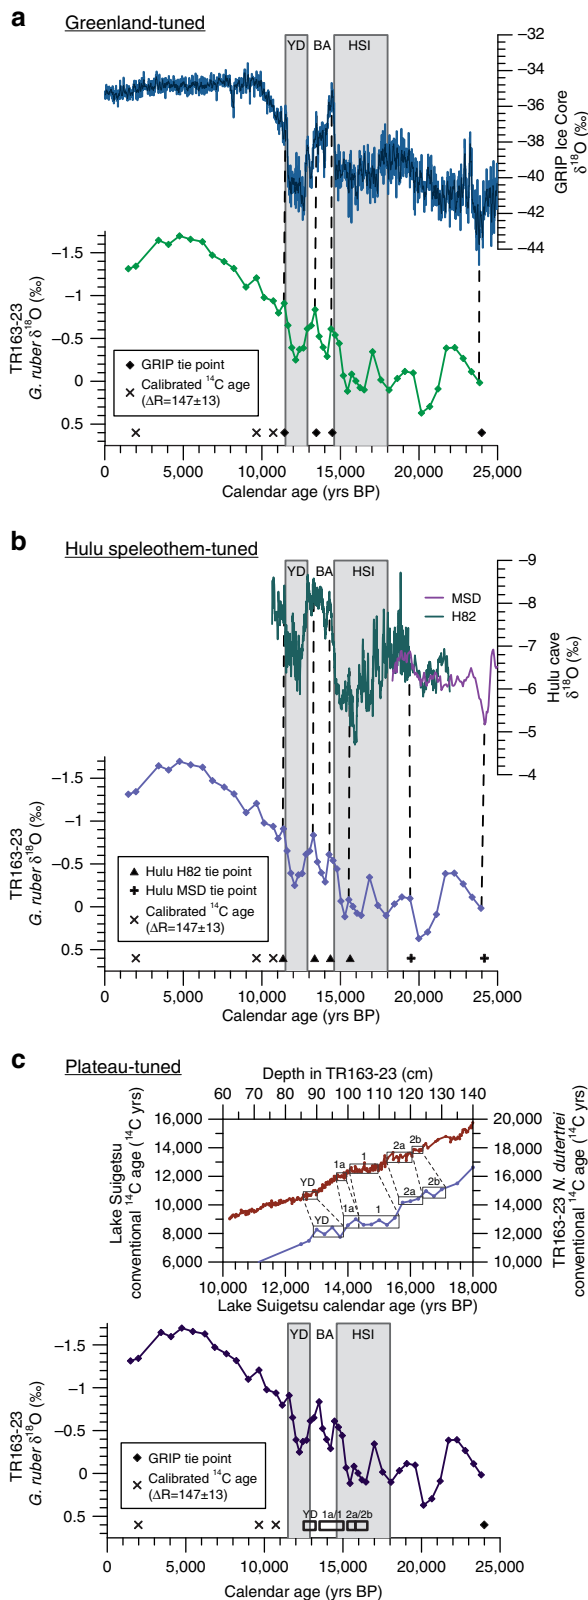 a Greenland-tuned
YD BA HSI
−32
−34
−36
−38
−40
−42
−44
GRIP Ice Core
δ18O (‰)
−1.5
−1
−0.5
0
0.5
TR163-23
G. ruber δ18O (‰)
GRIP tie point
Calibrated 14C age
(ΔR=147±13)
0 5,000 10,000 15,000 20,000 25,000
Calendar age (yrs BP)
b Hulu speleothem-tuned
YD BA HSI
MSD
H82
−9
−8
−7
−6
−5
−4
Hulu cave
δ18O (‰)
−1.5
−1
−0.5
0
0.5
TR163-23
G. ruber δ18O (‰)
Hulu H82 tie point
Hulu MSD tie point
Calibrated 14C age
(ΔR=147±13)
0 5,000 10,000 15,000 20,000 25,000
Calendar age (yrs BP)
c Plateau-tuned
Depth in TR163-23 (cm)
60 70 80 90 100 110 120 130 140
16,000
14,000
12,000
10,000
8,000
6,000
Lake Suigetsu
conventional 14C age (14C yrs)
20,000
18,000
16,000
14,000
12,000
10,000
TR163-23 N. dutertrei
conventional 14C age (14C yrs)
YD 1a 1 2a 2b
YD 1a 1 2a 2b
10,000 12,000 14,000 16,000 18,000
Lake Suigetsu calendar age (yrs BP)
YD BA HSI
−1.5
−1
−0.5
0
0.5
TR163-23
G. ruber δ18O (‰)
GRIP tie point
Calibrated 14C age
(ΔR=147±13)
YD 1a/1 2a/2b
0 5,000 10,000 15,000 20,000 25,000
Calendar age (yrs BP)